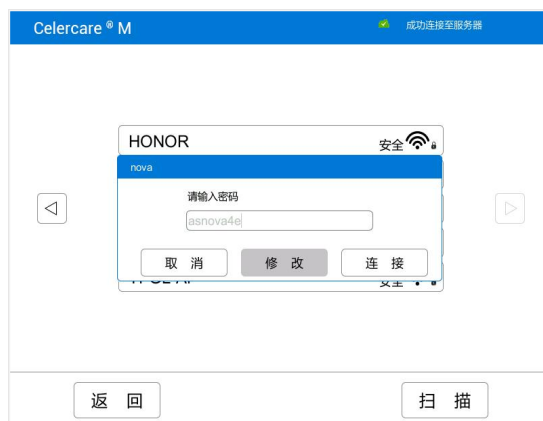 Celercare ® M
成功连接至服务器
HONOR 安全
nova
请输入密码
asnova4e
取 消 修 改 连 接
安全
返 回 扫 描